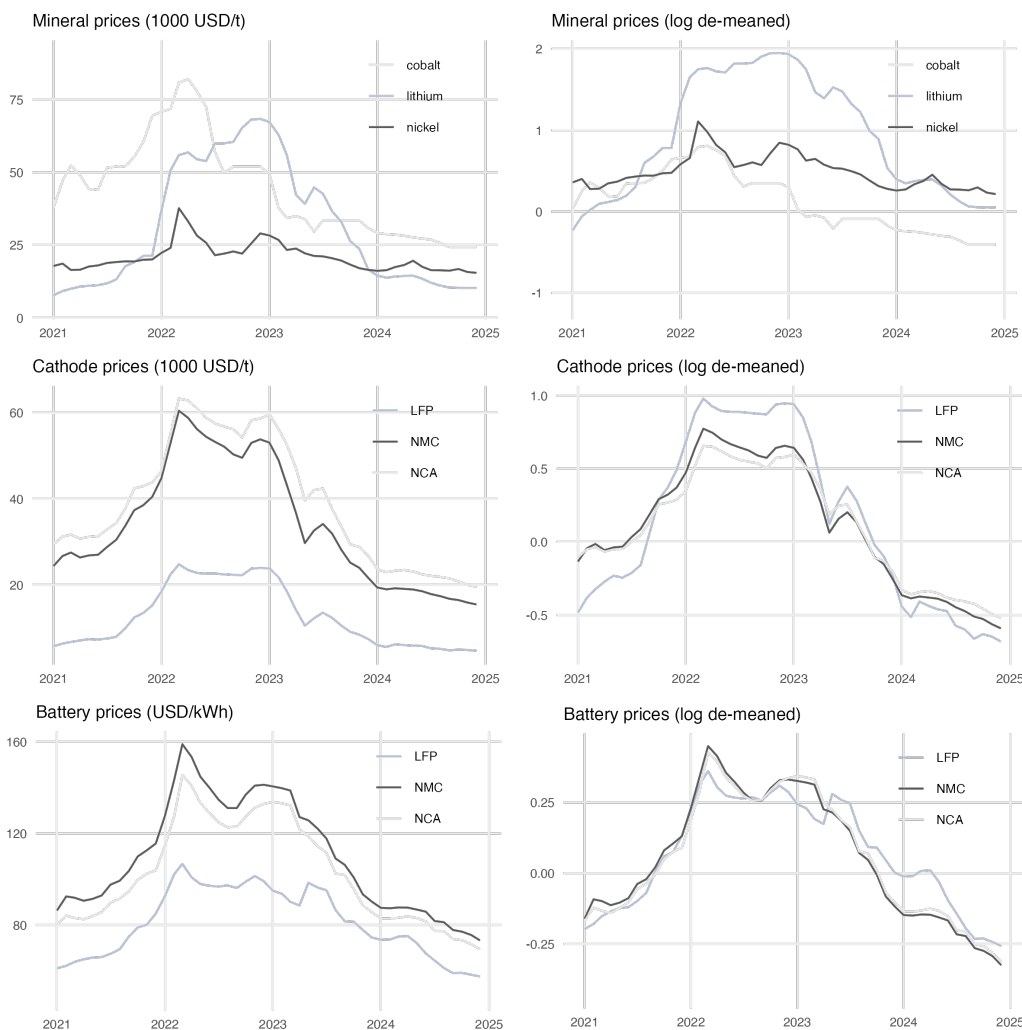 Mineral prices (1000 USD/t)
cobalt
lithium
nickel
75
50
25
0
2021 2022 2023 2024 2025
Mineral prices (log de-meaned)
cobalt
lithium
nickel
2
1
0
-1
2021 2022 2023 2024 2025
Cathode prices (1000 USD/t)
LFP
NMC
NCA
60
40
20
2021 2022 2023 2024 2025
Cathode prices (log de-meaned)
LFP
NMC
NCA
1.0
0.5
0.0
-0.5
2021 2022 2023 2024 2025
Battery prices (USD/kWh)
LFP
NMC
NCA
160
120
80
2021 2022 2023 2024 2025
Battery prices (log de-meaned)
LFP
NMC
NCA
0.25
0.00
-0.25
2021 2022 2023 2024 2025